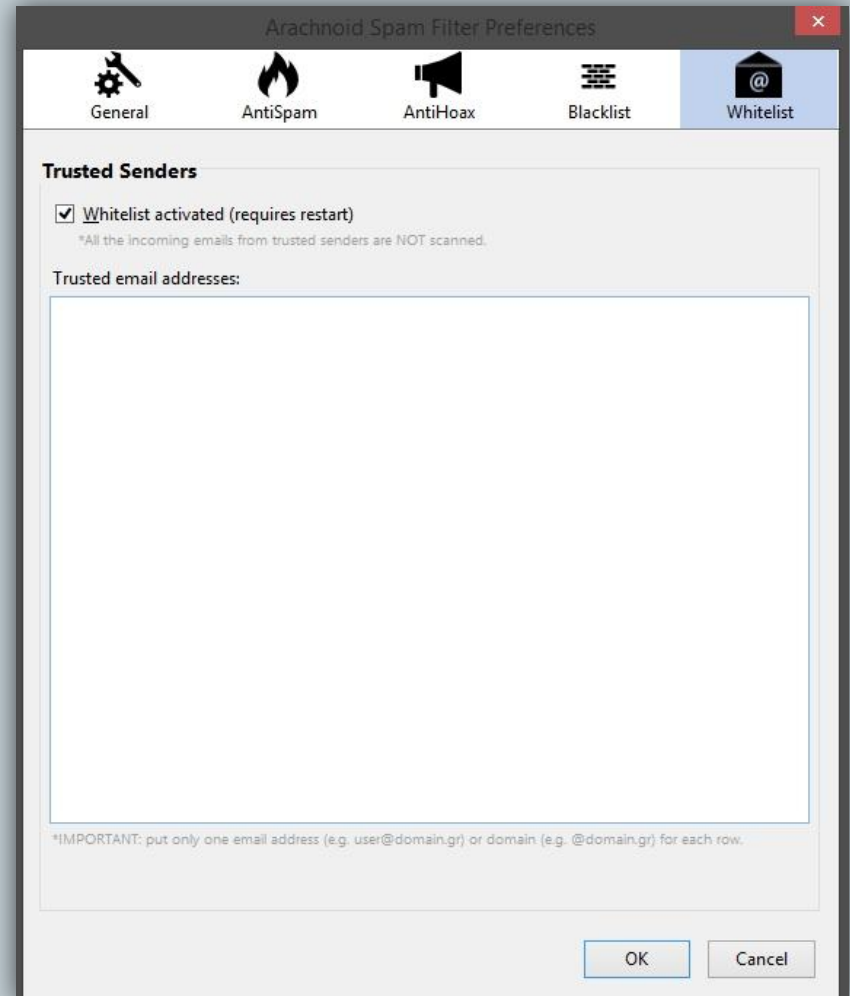 Arachnoid Spam Filter Preferences
General AntiSpam AntiHoax Blacklist @ Whitelist
Trusted Senders
Whitelist activated (requires restart)
*All the incoming emails from trusted senders are NOT scanned.
Trusted email addresses:
*IMPORTANT: put only one email address (e.g. user@domain.gr) or domain (e.g. @domain.gr) for each row.
OK Cancel